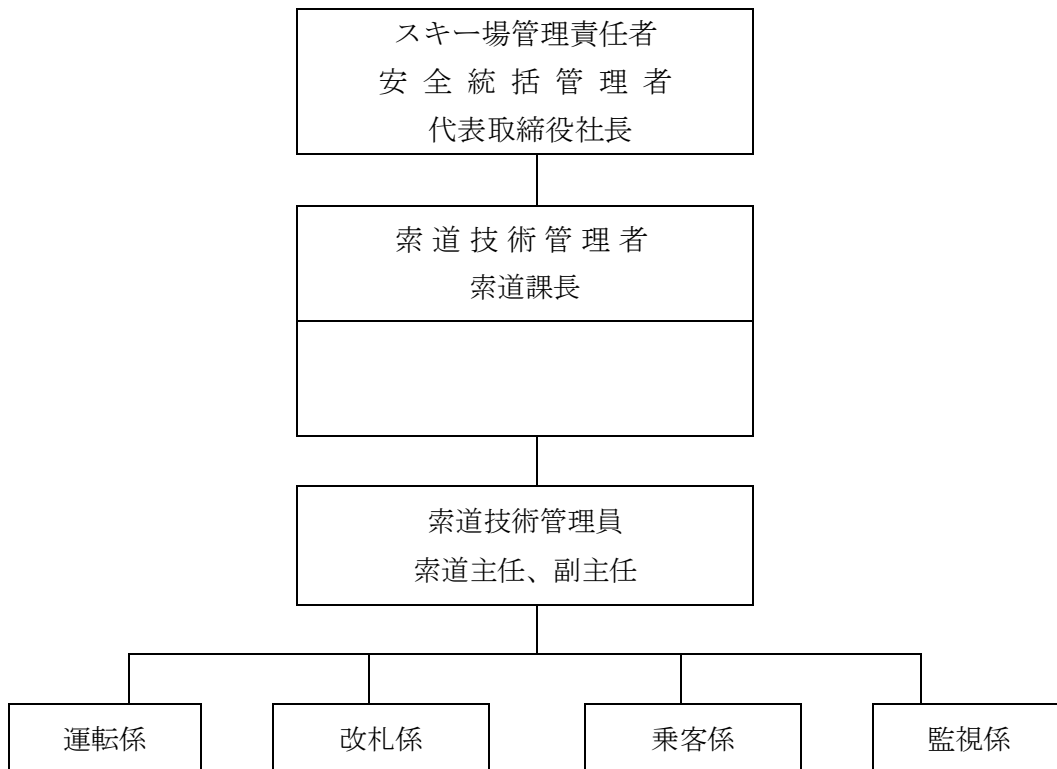 スキー場管理責任者
安全統括管理者
代表取締役社長
索道技術管理者
索道課長
索道技術管理員
索道主任、副主任
運転係
改札係
乗客係
監視係